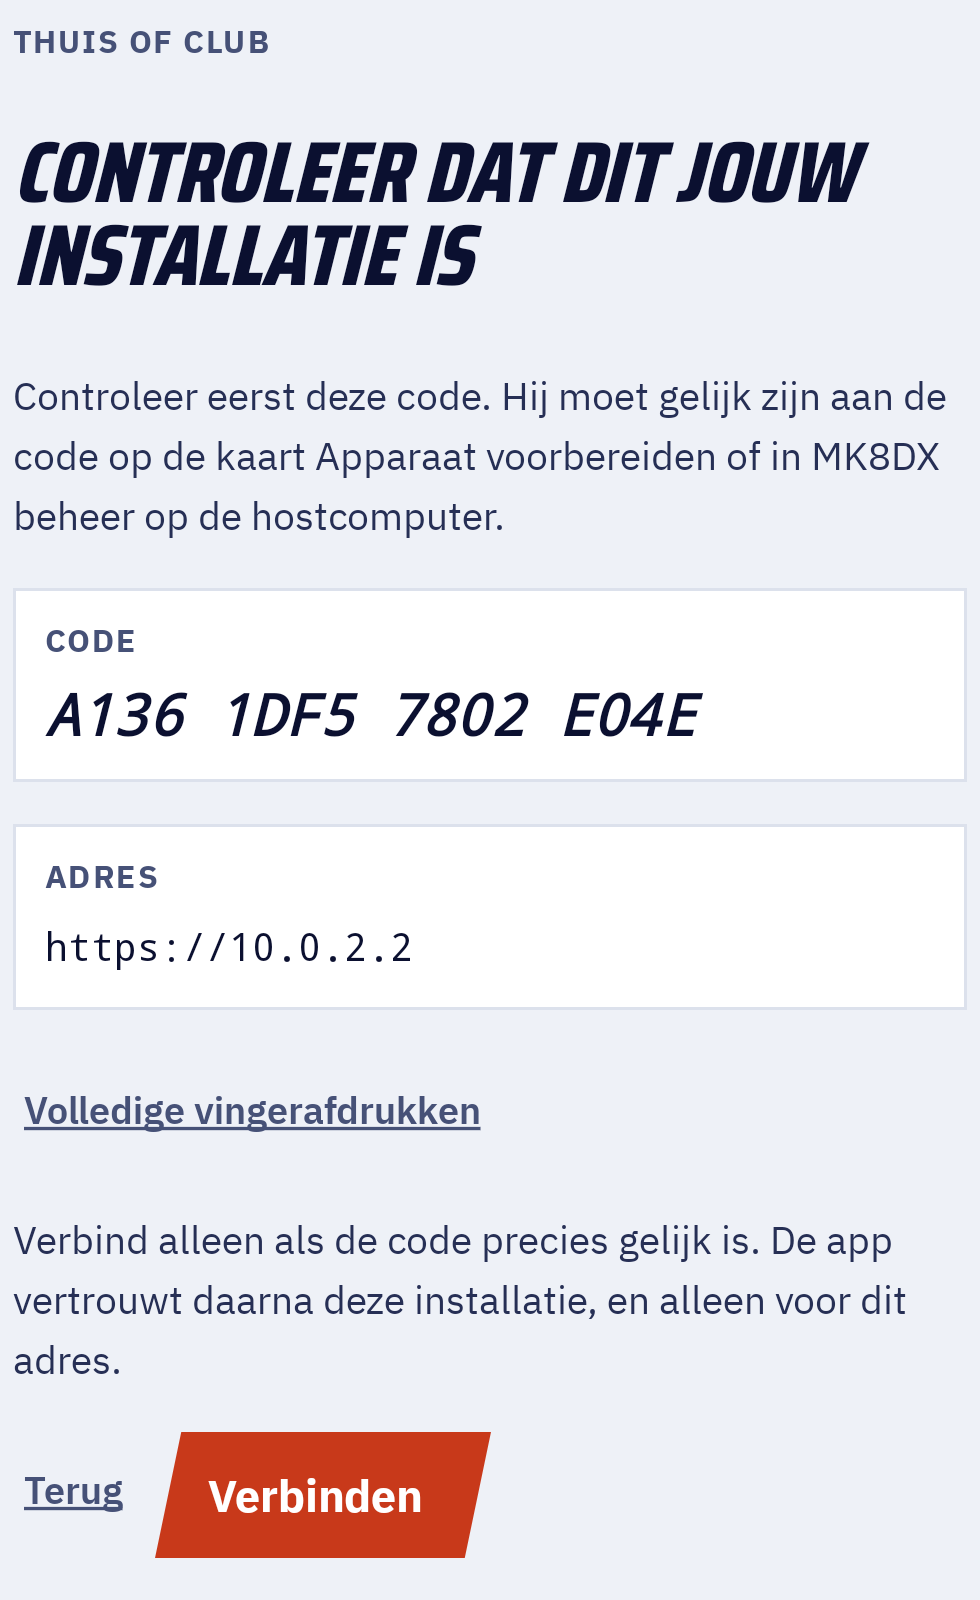 THUIS OF CLUB
CONTROLEER DAT DIT JOUW
INSTALLATIE IS
Controleer eerst deze code. Hij moet gelijk zijn aan de
code op de kaart Apparaat voorbereiden of in MK8DX
beheer op de hostcomputer.
CODE
A136 1DF5 7802 E04E
ADRES
https://10.0.2.2
Volledige vingerafdrukken
Verbind alleen als de code precies gelijk is. De app
vertrouwt daarna deze installatie, en alleen voor dit
adres.
Terug
Verbinden